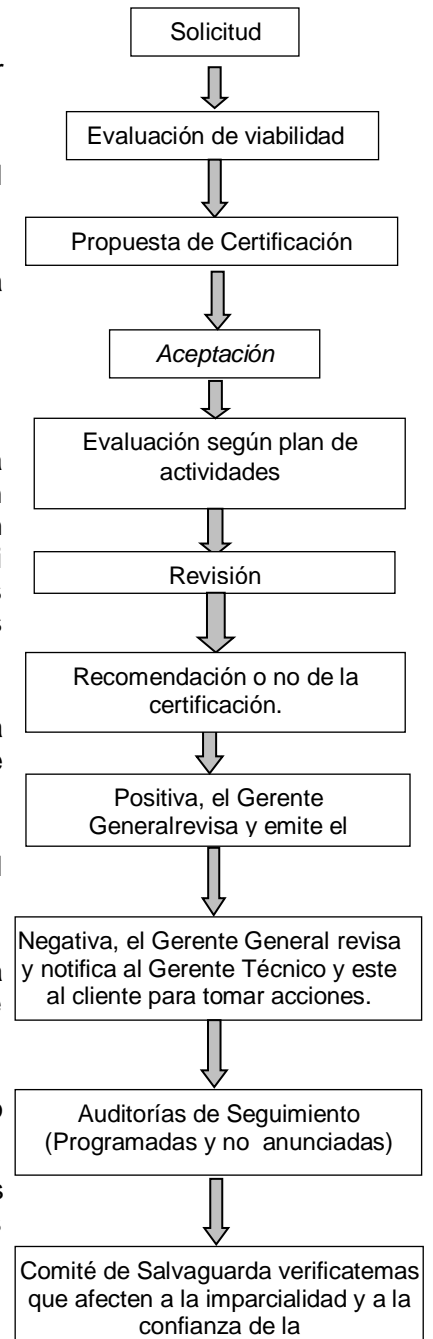 Solicitud
Evaluación de viabilidad
Propuesta de Certificación
Aceptación
Evaluación según plan de
actividades
Revisión
Recomendación o no de la
certificación.
Positiva, el Gerente
Generalrevisa y emite el
Negativa, el Gerente General revisa
y notifica al Gerente Técnico y este
al cliente para tomar acciones.
Auditorías de Seguimiento
(Programadas y no anunciadas)
Comité de Salvaguarda verificatemas
que afecten a la imparcialidad y a la
confianza de la